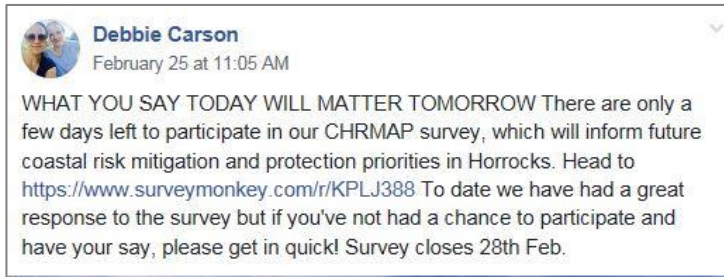 Debbie Carson
February 25 at 11:05 AM
WHAT YOU SAY TODAY WILL MATTER TOMORROW There are only a
few days left to participate in our CHRMAP survey, which will inform future
coastal risk mitigation and protection priorities in Horrocks. Head to
https://www.surveymonkey.com/r/KPLJ388 To date we have had a great
response to the survey but if you've not had a chance to participate and
have your say, please get in quick! Survey closes 28th Feb.